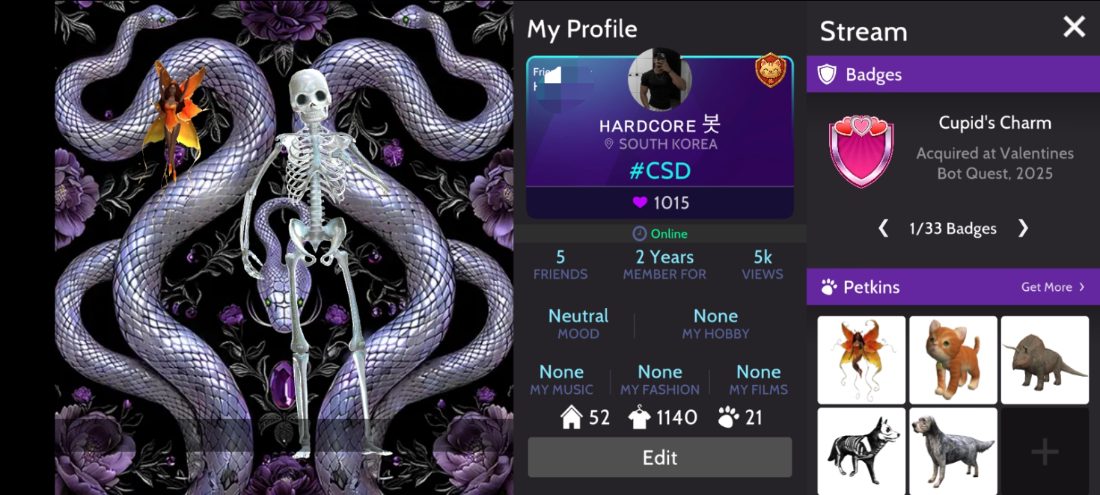 My Profile
HARDCORE 봇
SOUTH KOREA
#CSD
1015
Online
5
FRIENDS
2 Years
MEMBER FOR
5k
VIEWS
Neutral
MOOD
None
MY HOBBY
None
MY MUSIC
None
MY FASHION
None
MY FILMS
52
1140
21
Edit
Stream
Badges
Cupid's Charm
Acquired at Valentines
Bot Quest, 2025
1/33 Badges
Petkins
Get More